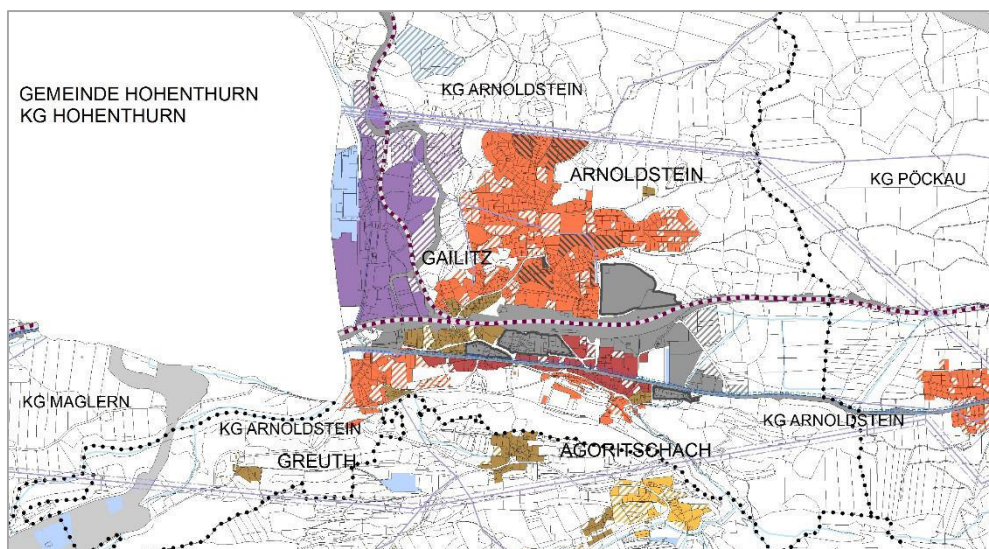 GEMEINDE HOHENTHURN
KG HOHENTHURN
KG ARNOLDSTEIN
ARNOLDSTEIN
KG PÖCKAU
GAILITZ
KG MAGLERN
KG ARNOLDSTEIN
KG ARNOLDSTEIN
GREUTH
AGORITSCHACH